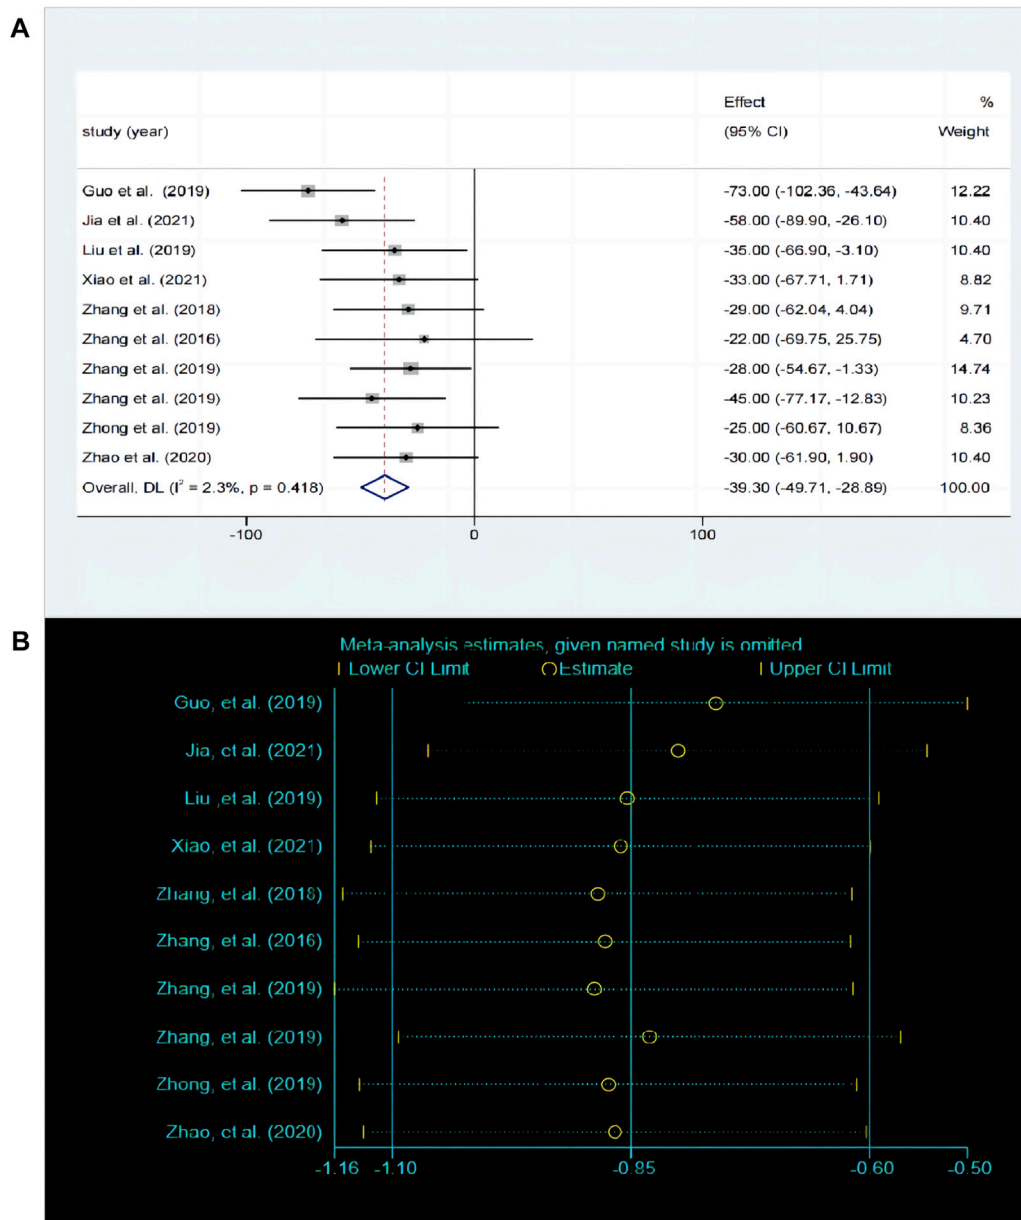 A
Effect %
study (year) (95% CI) Weight
Guo et al. (2019) -73.00 (-102.36, -43.64) 12.22
Jia et al. (2021) -58.00 (-89.90, -26.10) 10.40
Liu et al. (2019) -35.00 (-66.90, -3.10) 10.40
Xiao et al. (2021) -33.00 (-67.71, 1.71) 8.82
Zhang et al. (2018) -29.00 (-62.04, 4.04) 9.71
Zhang et al. (2016) -22.00 (-69.75, 25.75) 4.70
Zhang et al. (2019) -28.00 (-54.67, -1.33) 14.74
Zhang et al. (2019) -45.00 (-77.17, -12.83) 10.23
Zhong et al. (2019) -25.00 (-60.67, 10.67) 8.36
Zhao et al. (2020) -30.00 (-61.90, 1.90) 10.40
Overall, DL (I² = 2.3%, p = 0.418) -39.30 (-49.71, -28.89) 100.00
-100 0 100
B
Meta-analysis estimates, given named study is omitted
Lower CI Limit Estimate Upper CI Limit
Guo, et al. (2019)
Jia, et al. (2021)
Liu ,et al. (2019)
Xiao, et al. (2021)
Zhang, et al. (2018)
Zhang, et al. (2016)
Zhang, et al. (2019)
Zhang, et al. (2019)
Zhong, et al. (2019)
Zhao, et al. (2020)
-1.16 -1.10 -0.85 -0.60 -0.50